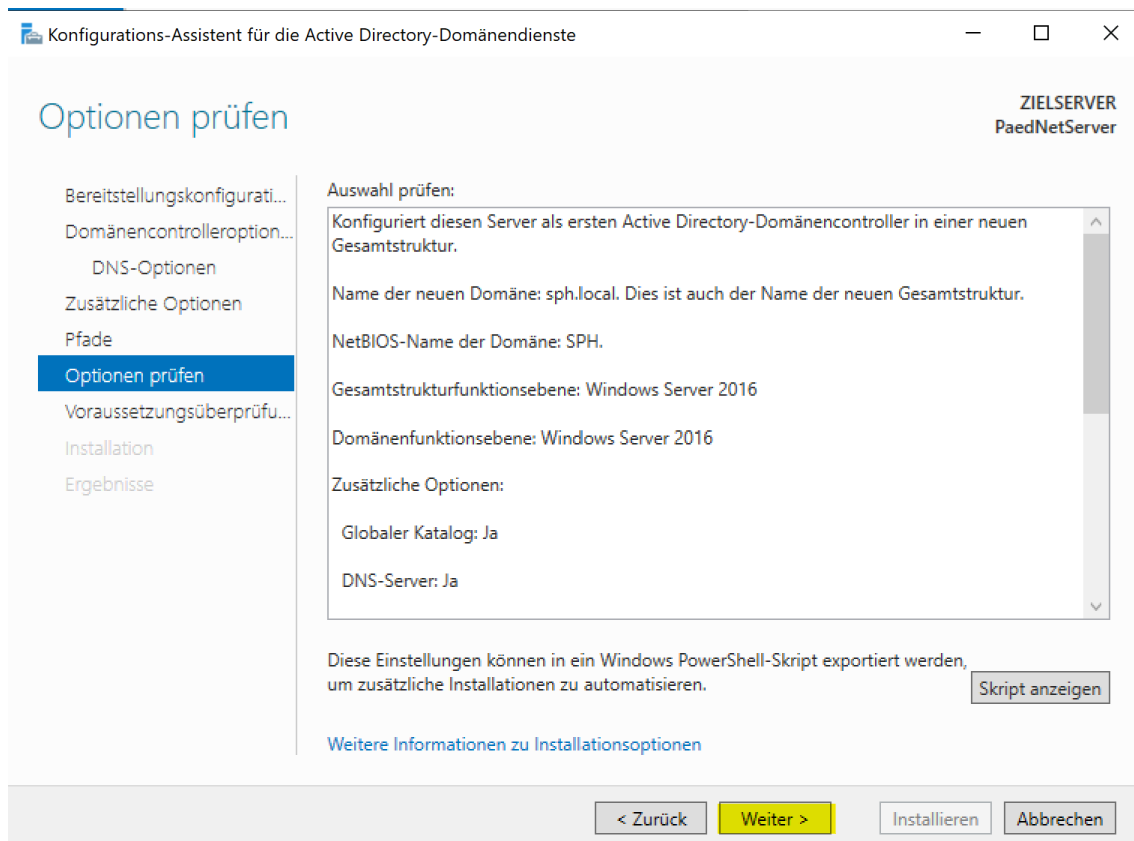 Konfigurations-Assistent für die Active Directory-Domänendienste
Optionen prüfen
ZIELSERVER
PaedNetServer
Bereitstellungskonfigurati...
Domänencontrolleroption...
DNS-Optionen
Zusätzliche Optionen
Pfade
Optionen prüfen
Voraussetzungsüberprüfu...
Installation
Ergebnisse
Auswahl prüfen:
Konfiguriert diesen Server als ersten Active Directory-Domänencontroller in einer neuen
Gesamtstruktur.
Name der neuen Domäne: sph.local. Dies ist auch der Name der neuen Gesamtstruktur.
NetBIOS-Name der Domäne: SPH.
Gesamtstrukturfunktionsebene: Windows Server 2016
Domänenfunktionsebene: Windows Server 2016
Zusätzliche Optionen:
Globaler Katalog: Ja
DNS-Server: Ja
Diese Einstellungen können in ein Windows PowerShell-Skript exportiert werden,
um zusätzliche Installationen zu automatisieren.
Skript anzeigen
Weitere Informationen zu Installationsoptionen
< Zurück
Weiter >
Installieren
Abbrechen